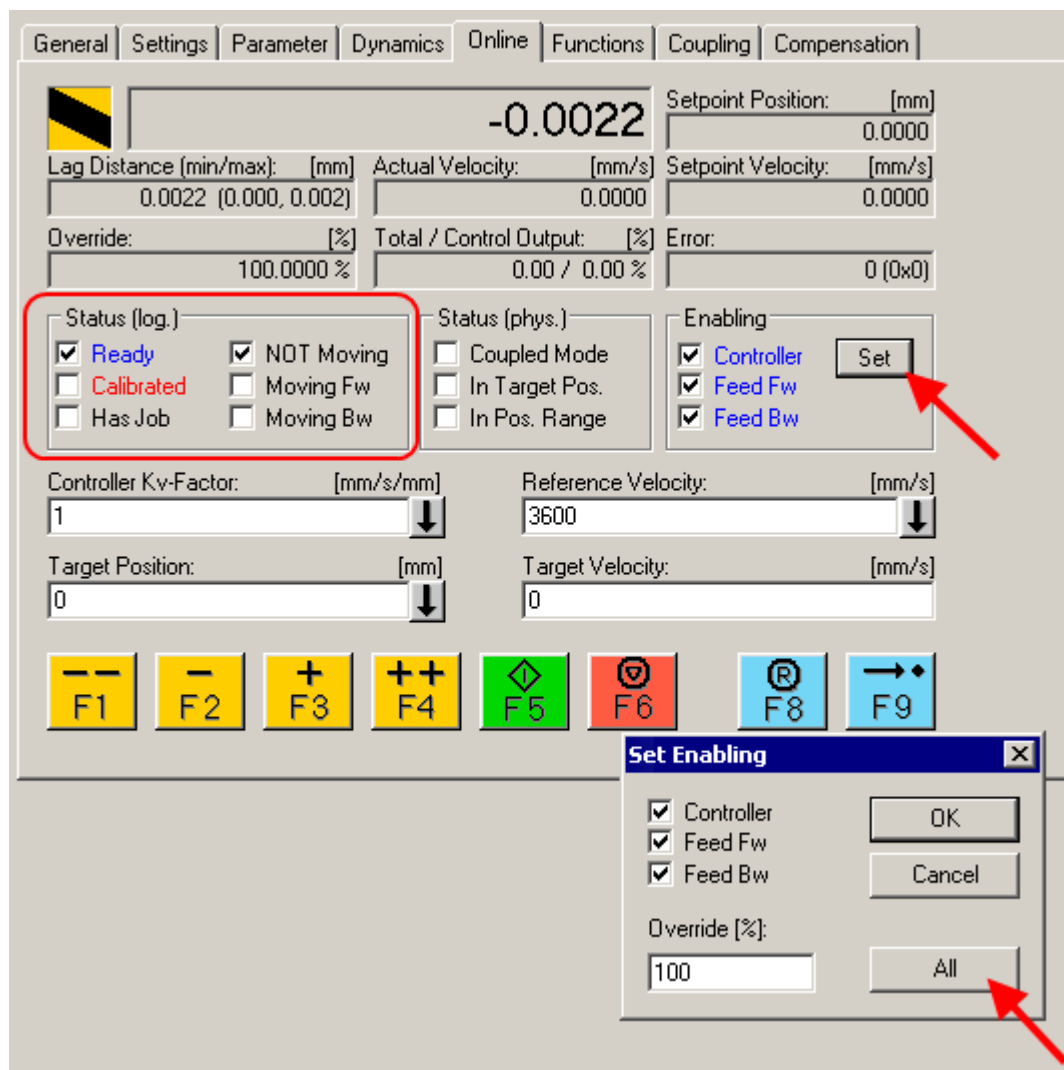 General Settings Parameter Dynamics Online Functions Coupling Compensation
-0.0022
Setpoint Position: [mm]
0.0000
Lag Distance (min/max): [mm] Actual Velocity: [mm/s] Setpoint Velocity: [mm/s]
0.0022 (0.000, 0.002) 0.0000 0.0000
Override: [%] Total / Control Output: [%] Error:
100.0000 % 0.00 / 0.00 % 0 (0x0)
Status (log.) Status (phys.) Enabling
Ready NOT Moving Coupled Mode Controller Set
Calibrated Moving Fw In Target Pos. Feed Fw
Has Job Moving Bw In Pos. Range Feed Bw
Controller Kv-Factor: [mm/s/mm] Reference Velocity: [mm/s]
1 3600
Target Position: [mm] Target Velocity: [mm/s]
0 0
-- - + ++ R
F1 F2 F3 F4 F5 F6 F8 F9
Set Enabling
Controller OK
Feed Fw
Feed Bw Cancel
Override [%]:
100 All